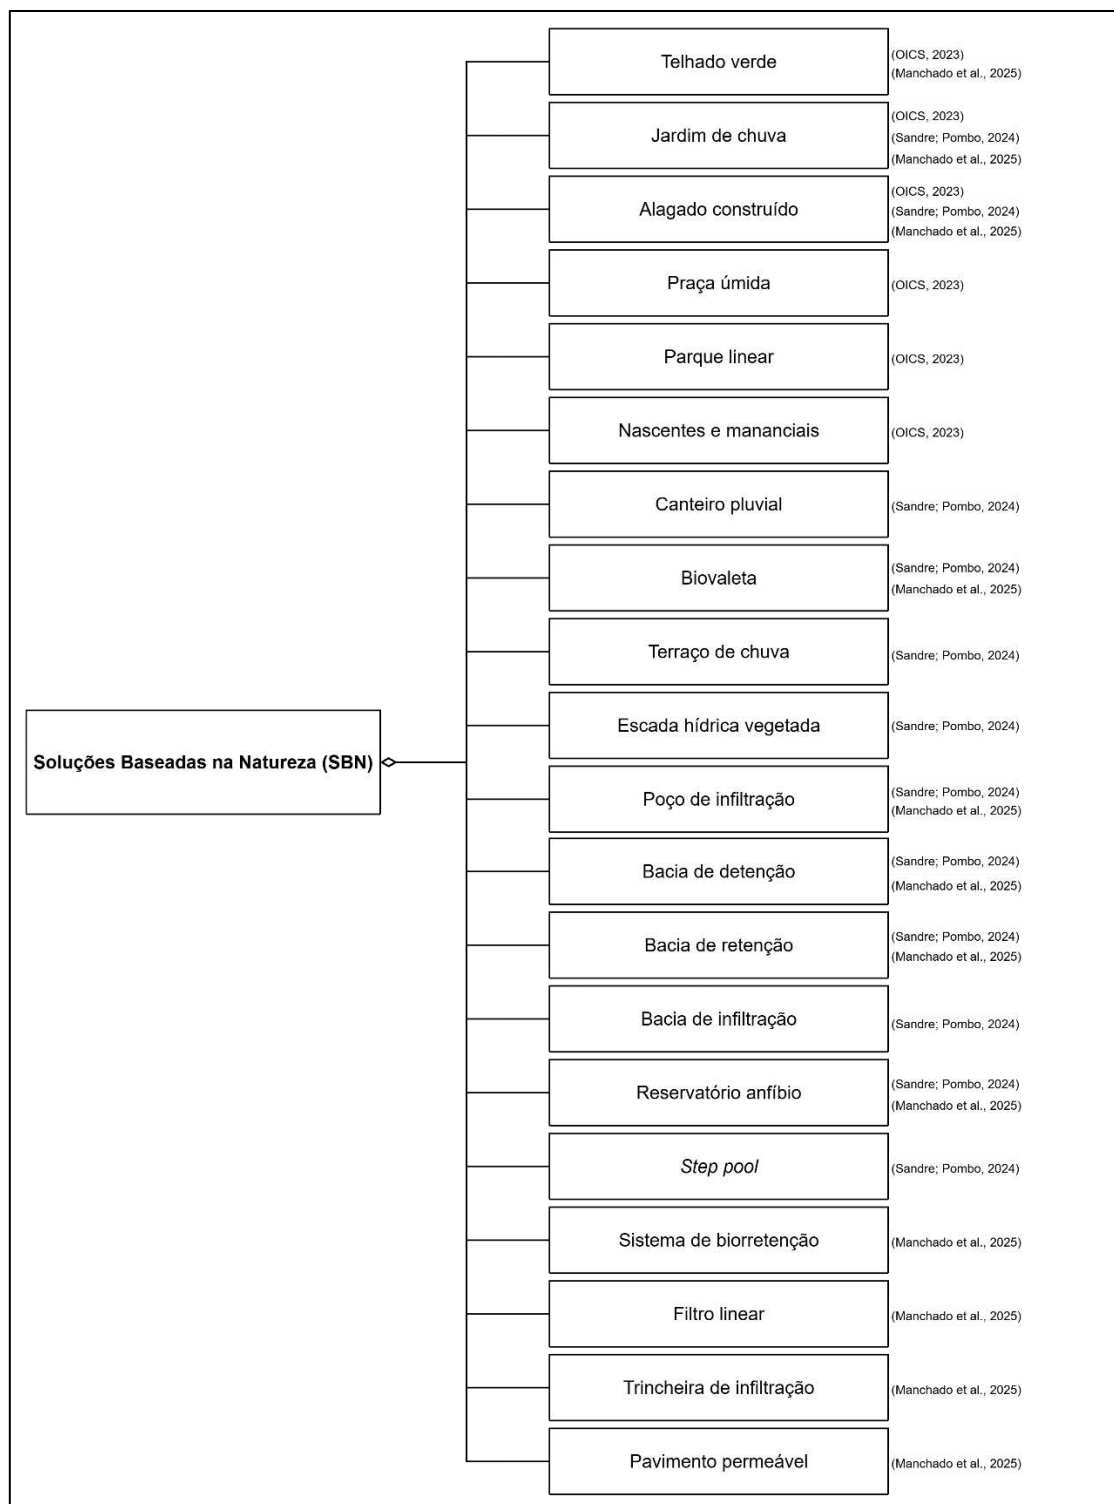 Telhado verde
(OICS, 2023)
(Manchado et al., 2025)
Jardim de chuva
(OICS, 2023)
(Sandre; Pombo, 2024)
(Manchado et al., 2025)
Alagado construído
(OICS, 2023)
(Sandre; Pombo, 2024)
(Manchado et al., 2025)
Praça úmida
(OICS, 2023)
Parque linear
(OICS, 2023)
Nascentes e mananciais
(OICS, 2023)
Canteiro pluvial
(Sandre; Pombo, 2024)
Biovaleta
(Sandre; Pombo, 2024)
(Manchado et al., 2025)
Terraço de chuva
(Sandre; Pombo, 2024)
Escada hídrica vegetada
(Sandre; Pombo, 2024)
Soluções Baseadas na Natureza (SBN)
Poço de infiltração
(Sandre; Pombo, 2024)
(Manchado et al., 2025)
Bacia de detenção
(Sandre; Pombo, 2024)
(Manchado et al., 2025)
Bacia de retenção
(Sandre; Pombo, 2024)
(Manchado et al., 2025)
Bacia de infiltração
(Sandre; Pombo, 2024)
Reservatório anfíbio
(Sandre; Pombo, 2024)
(Manchado et al., 2025)
Step pool
(Sandre; Pombo, 2024)
Sistema de biorretenção
(Manchado et al., 2025)
Filtro linear
(Manchado et al., 2025)
Trincheira de infiltração
(Manchado et al., 2025)
Pavimento permeável
(Manchado et al., 2025)